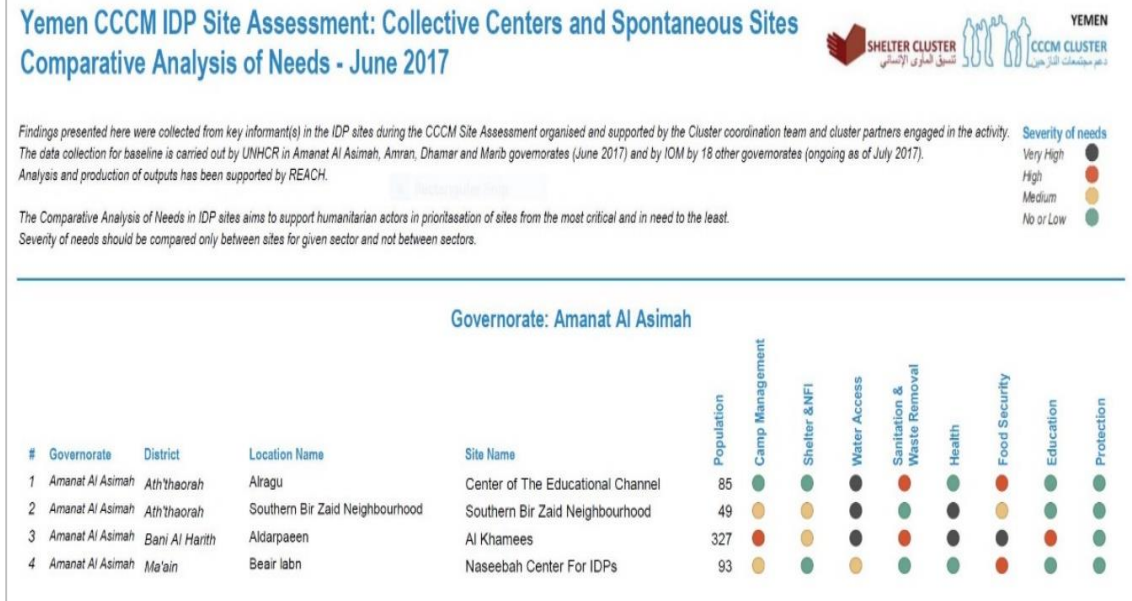 Yemen CCCM IDP Site Assessment: Collective Centers and Spontaneous Sites
Comparative Analysis of Needs - June 2017
SHELTER CLUSTER
تنسيق المأوى الإنساني
YEMEN
CCCM CLUSTER
دعم مجتمعات النازحين
Findings presented here were collected from key informant(s) in the IDP sites during the CCCM Site Assessment organised and supported by the Cluster coordination team and cluster partners engaged in the activity.
The data collection for baseline is carried out by UNHCR in Amanat Al Asimah, Amran, Dhamar and Marib governorates (June 2017) and by IOM by 18 other governorates (ongoing as of July 2017).
Analysis and production of outputs has been supported by REACH.
The Comparative Analysis of Needs in IDP sites aims to support humanitarian actors in prioritasation of sites from the most critical and in need to the least.
Severity of needs should be compared only between sites for given sector and not between sectors.
Severity of needs
Very High
High
Medium
No or Low
Governorate: Amanat Al Asimah
# Governorate District Location Name Site Name Population Camp Management Shelter &NFI Water Access Sanitation & Waste Removal Health Food Security Education Protection
1 Amanat Al Asimah Ath'thaorah Alragu Center of The Educational Channel 85
2 Amanat Al Asimah Ath'thaorah Southern Bir Zaid Neighbourhood Southern Bir Zaid Neighbourhood 49
3 Amanat Al Asimah Bani Al Harith Aldarpaeen Al Khamees 327
4 Amanat Al Asimah Ma'ain Beair labn Naseebah Center For IDPs 93